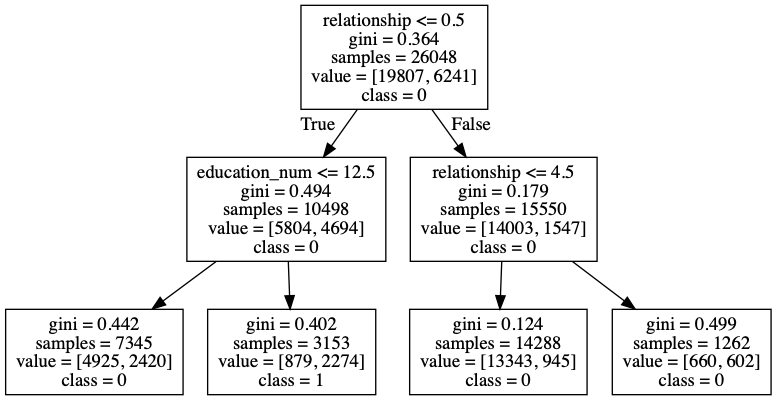 relationship <= 0.5
gini = 0.364
samples = 26048
value = [19807, 6241]
class = 0
True
False
education_num <= 12.5
gini = 0.494
samples = 10498
value = [5804, 4694]
class = 0
relationship <= 4.5
gini = 0.179
samples = 15550
value = [14003, 1547]
class = 0
gini = 0.442
samples = 7345
value = [4925, 2420]
class = 0
gini = 0.402
samples = 3153
value = [879, 2274]
class = 1
gini = 0.124
samples = 14288
value = [13343, 945]
class = 0
gini = 0.499
samples = 1262
value = [660, 602]
class = 0